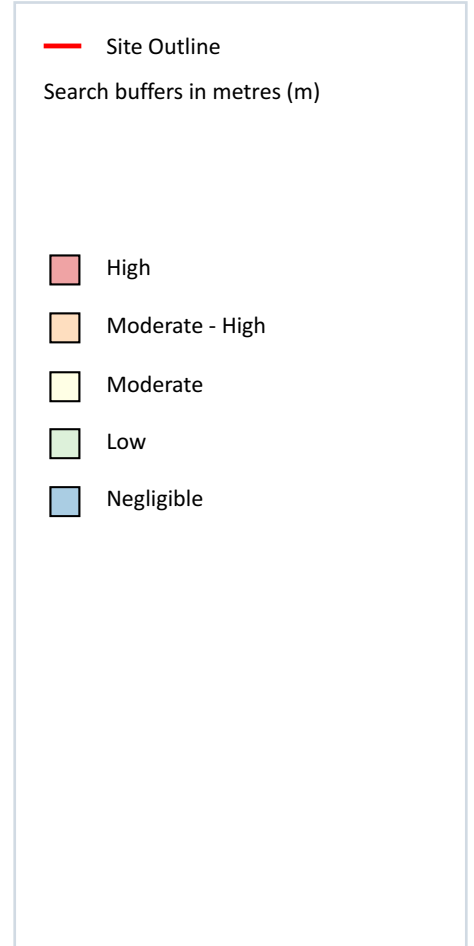 Site Outline
Search buffers in metres (m)
High
Moderate - High
Moderate
Low
Negligible